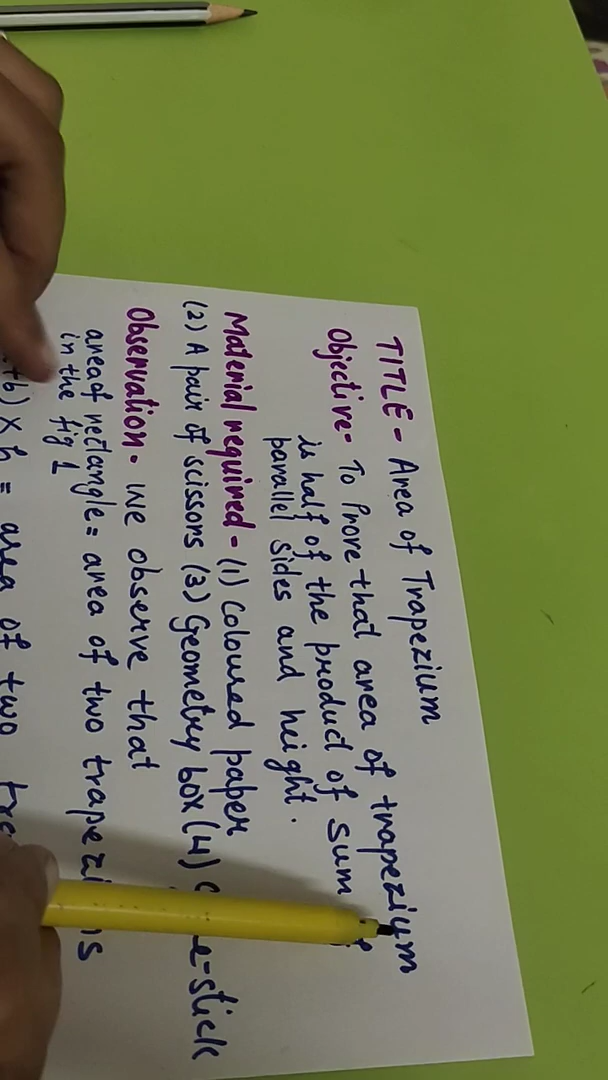 TITLE - Area of Trapezium
Objective - To Prove that area of trapezium
is half of the product of sum of
parallel sides and height.
Material required - (1) Coloured paper
(2) A pair of scissors (3) Geometry box (4)
Observation - We observe that
area of rectangle = area of two trapeziums
in the fig 1
+b) × h = area of two